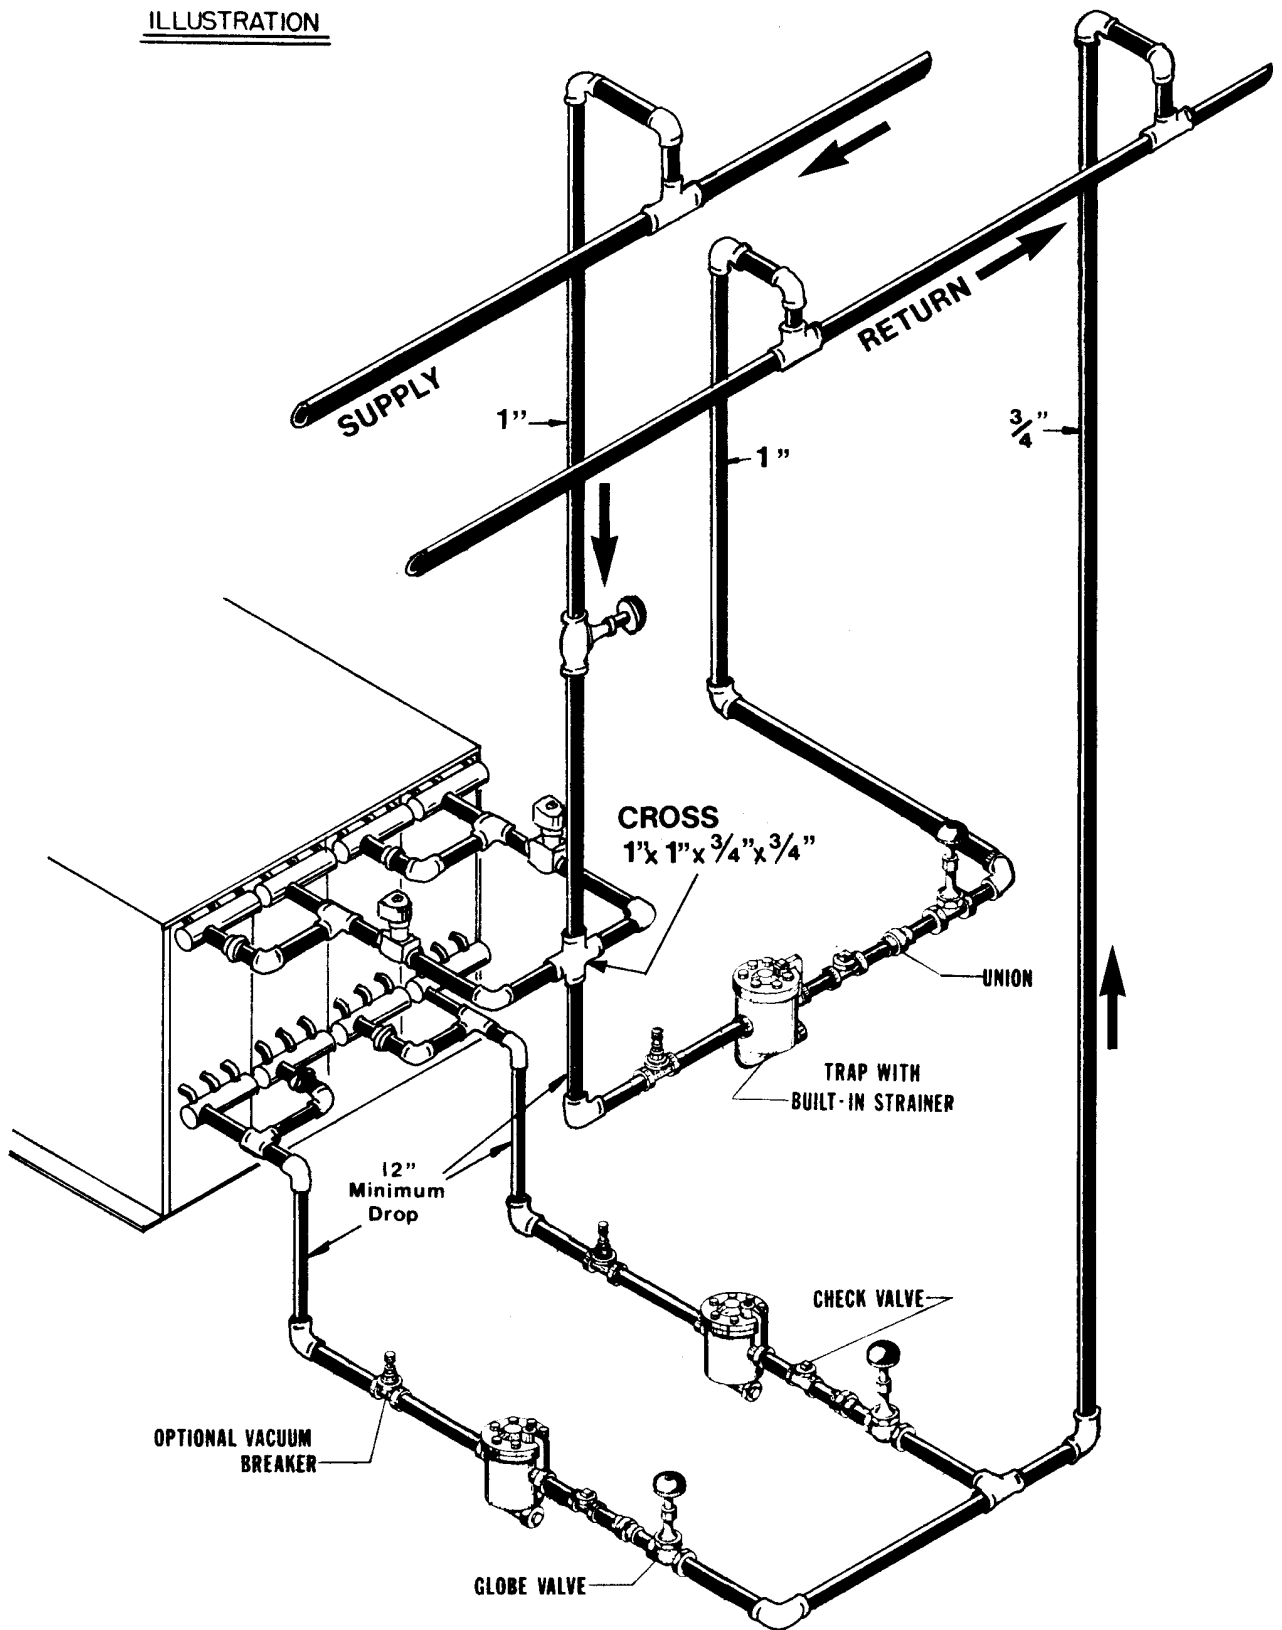 ILLUSTRATION
SUPPLY
RETURN
1"
1"
3/4"
CROSS
1"x 1"x 3/4"x 3/4"
UNION
TRAP WITH
BUILT-IN STRAINER
12"
Minimum
Drop
CHECK VALVE
OPTIONAL VACUUM
BREAKER
GLOBE VALVE